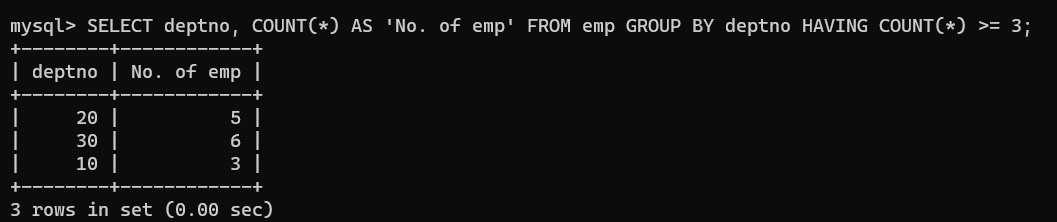 mysql> SELECT deptno, COUNT(*) AS 'No. of emp' FROM emp GROUP BY deptno HAVING COUNT(*) >= 3;
+--------+------------+
| deptno | No. of emp |
+--------+------------+
|     20 |          5 |
|     30 |          6 |
|     10 |          3 |
+--------+------------+
3 rows in set (0.00 sec)